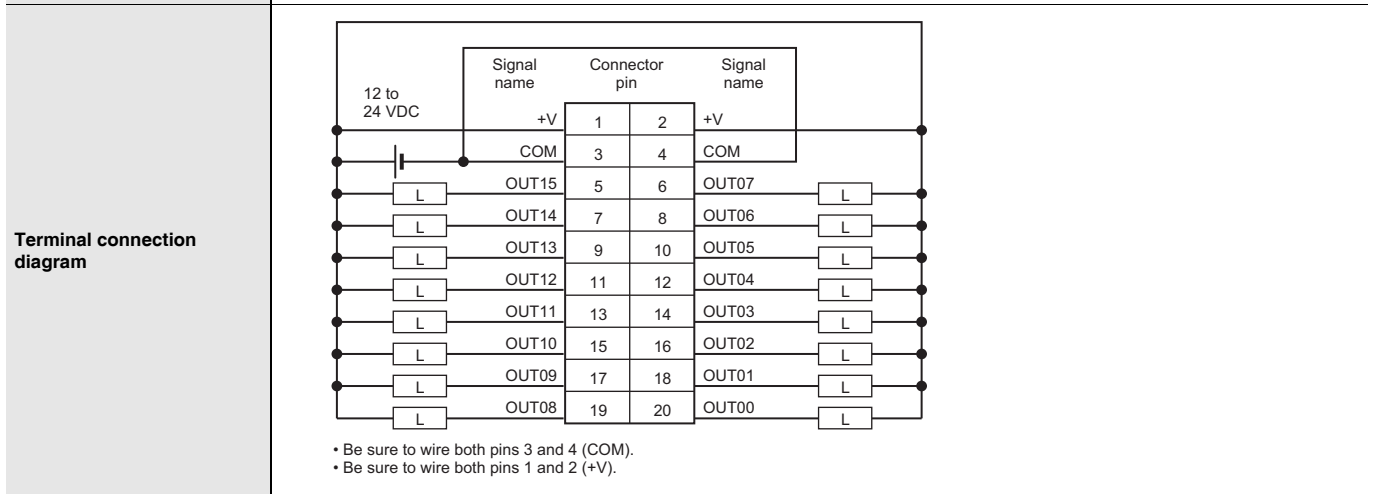 Terminal connection
diagram
Signal name Connector pin Signal name
12 to
24 VDC
+V 1 2 +V
COM 3 4 COM
L OUT15 5 6 OUT07 L
L OUT14 7 8 OUT06 L
L OUT13 9 10 OUT05 L
L OUT12 11 12 OUT04 L
L OUT11 13 14 OUT03 L
L OUT10 15 16 OUT02 L
L OUT09 17 18 OUT01 L
L OUT08 19 20 OUT00 L
• Be sure to wire both pins 3 and 4 (COM).
• Be sure to wire both pins 1 and 2 (+V).